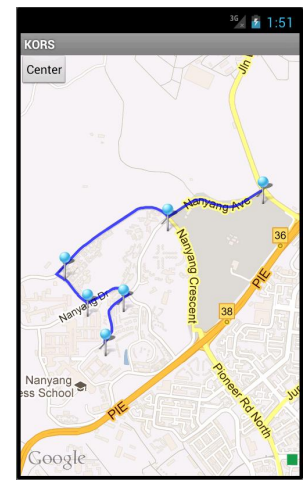 3G 1:51
KORS
Center
Jln
Nanyang Ave
36
Nanyang Crescent
Nanyang Dr
38
PIE
Nanyang
ess School
Pioneer Rd North
PIE
Google